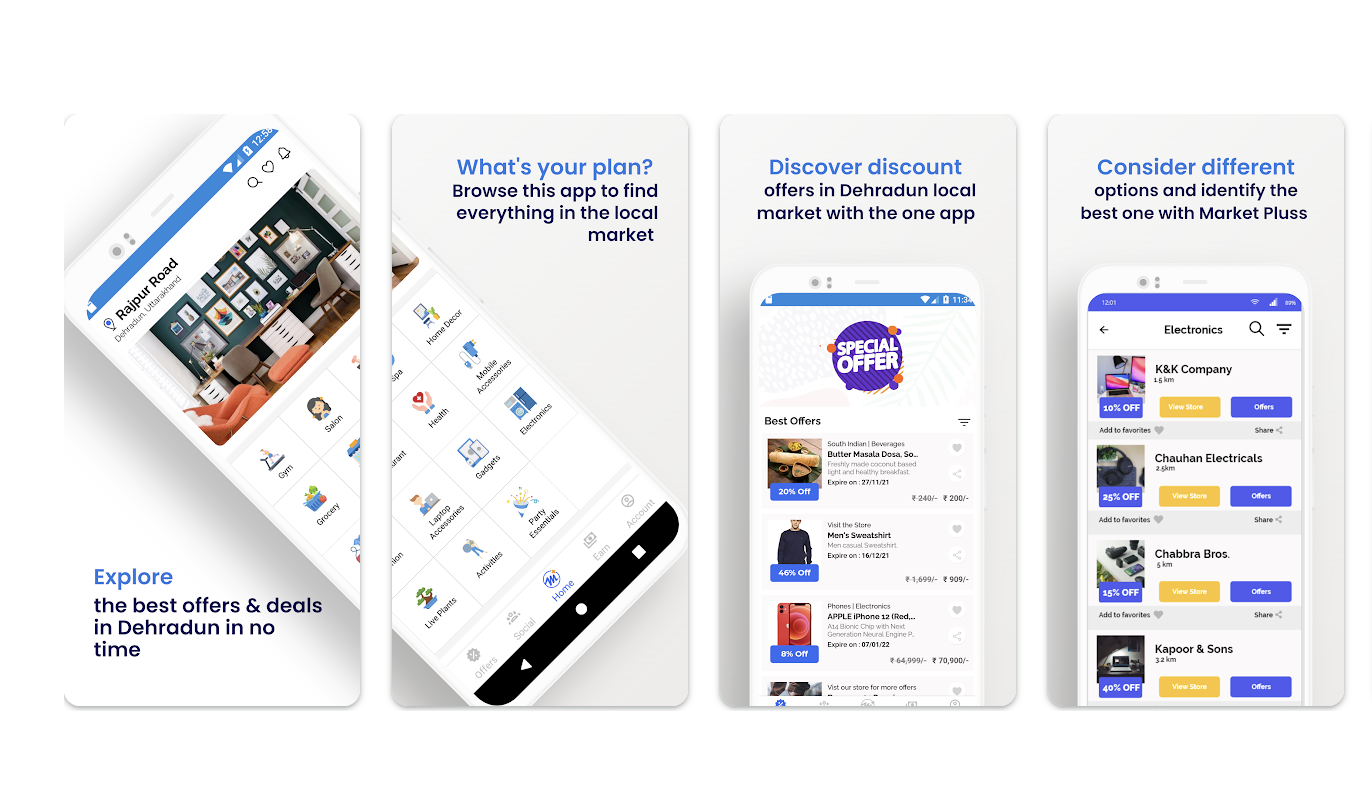 12:58
Rajpur Road
Dehradun, Uttarakhand
Salon
Gym
Grocery
Explore
the best offers & deals
in Dehradun in no
time
What's your plan?
Browse this app to find
everything in the local
market
Home Decor
Mobile
Accessories
Health
Electronics
Gadgets
Laptop
Accessories
Party
Essentials
Activities
Live Plants
Offers
Social
Home
Earn
Account
Discover discount
offers in Dehradun local
market with the one app
11:34
SPECIAL
OFFER
Best Offers
South Indian | Beverages
Butter Masala Dosa, So...
Freshly made coconut based
light and healthy breakfast.
Expire on : 27/11/21
20% Off
₹ 240/- ₹ 200/-
Visit the Store
Men's Sweatshirt
Men casual Sweatshirt.
Expire on : 16/12/21
46% Off
₹ 1,699/- ₹ 909/-
Phones | Electronics
APPLE iPhone 12 (Red,...
A14 Bionic Chip with Next
Generation Neural Engine P..
Expire on : 07/01/22
8% Off
₹ 64,999/- ₹ 70,900/-
Vist our store for more offers
Consider different
options and identify the
best one with Market Pluss
12:01 89%
Electronics
K&K Company
1.5 km
10% OFF View Store Offers
Add to favorites Share
Chauhan Electricals
2.5km
25% OFF View Store Offers
Add to favorites Share
Chabbra Bros.
5 km
15% OFF View Store Offers
Add to favorites Share
Kapoor & Sons
3.2 km
40% OFF View Store Offers